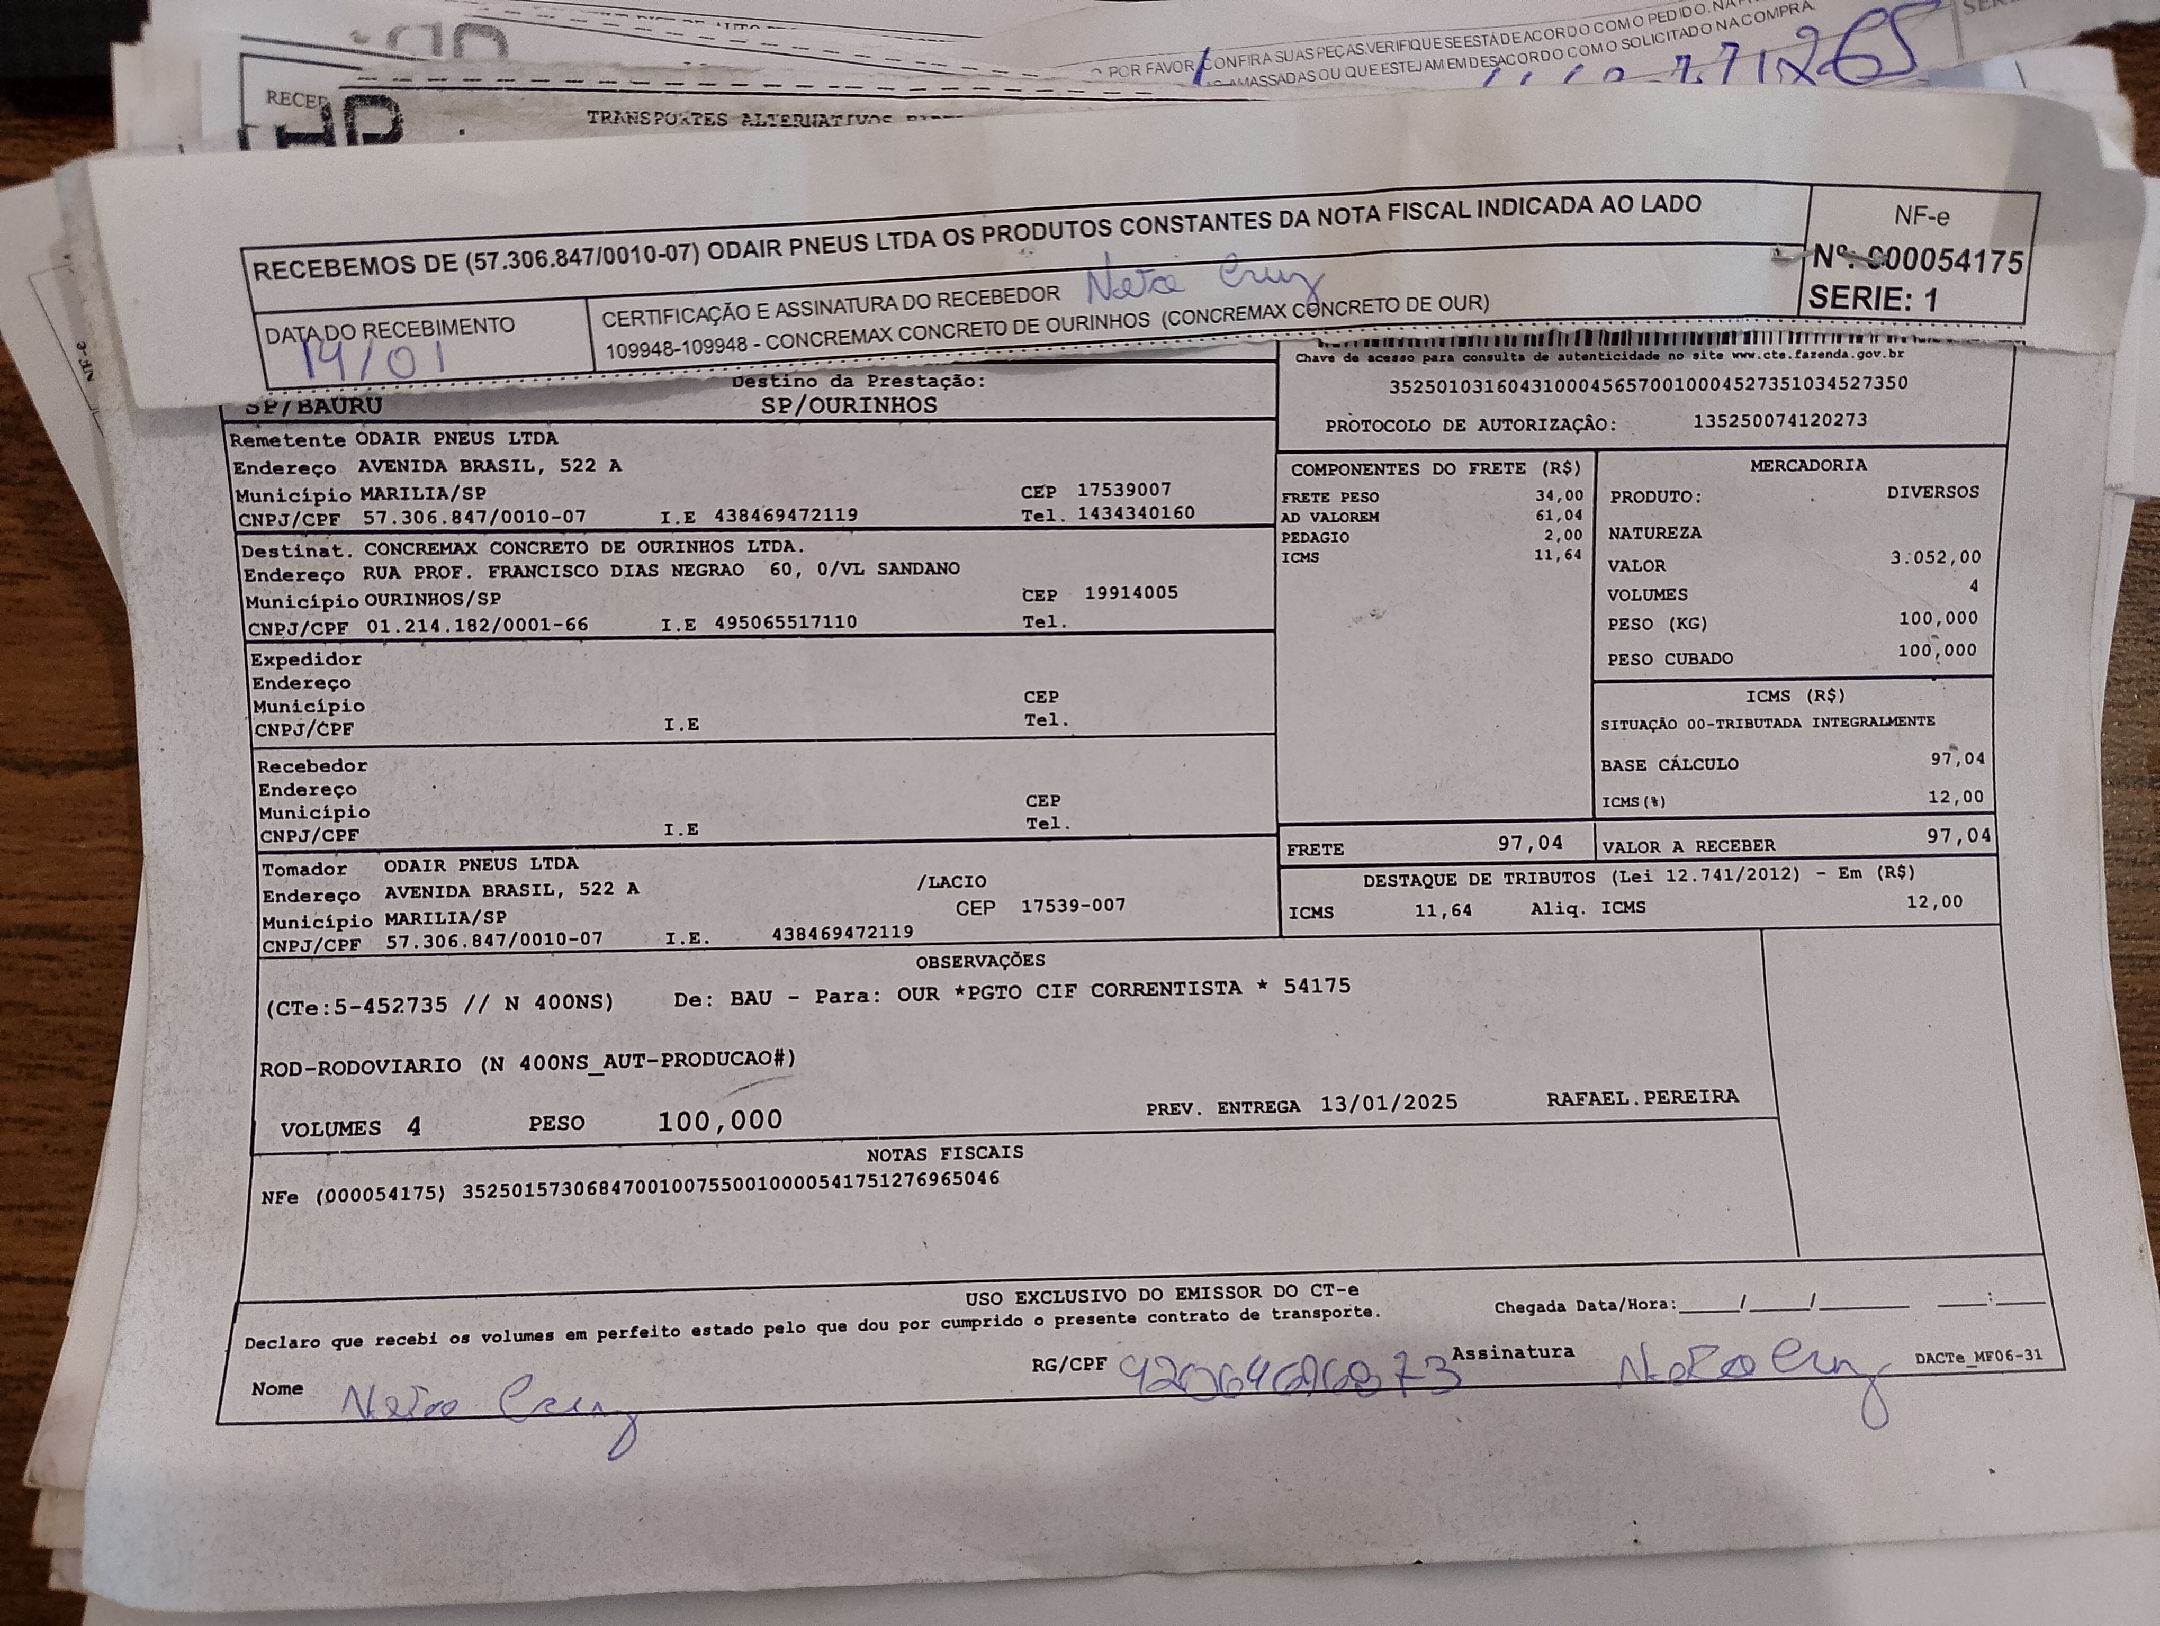 POR FAVOR CONFIRA SUAS PEÇAS.VERIFIQUE SE ESTÁ DE ACORDO COM O PEDIDO. NA
AMASSADAS OU QUE ESTEJAM EM DESACORDO COM O SOLICITADO NA COMPRA.
TRANSPORTES ALTERNATIVOS
RECEBEMOS DE (57.306.847/0010-07) ODAIR PNEUS LTDA OS PRODUTOS CONSTANTES DA NOTA FISCAL INDICADA AO LADO
NF-e
Nº. 000054175
SERIE: 1
DATA DO RECEBIMENTO
14/01
CERTIFICAÇÃO E ASSINATURA DO RECEBEDOR
109948-109948 - CONCREMAX CONCRETO DE OURINHOS (CONCREMAX CONCRETO DE OUR)
Chave de acesso para consulta de autenticidade no site www.cte.fazenda.gov.br
35250103160431000456570010004527351034527350
PROTOCOLO DE AUTORIZAÇÂO: 135250074120273
Destino da Prestação:
SP/BAURU SP/OURINHOS
Remetente ODAIR PNEUS LTDA
Endereço AVENIDA BRASIL, 522 A
Município MARILIA/SP CEP 17539007
CNPJ/CPF 57.306.847/0010-07 I.E 438469472119 Tel. 1434340160
Destinat. CONCREMAX CONCRETO DE OURINHOS LTDA.
Endereço RUA PROF. FRANCISCO DIAS NEGRAO 60, 0/VL SANDANO
Município OURINHOS/SP CEP 19914005
CNPJ/CPF 01.214.182/0001-66 I.E 495065517110 Tel.
Expedidor
Endereço
Município CEP
CNPJ/CPF I.E Tel.
Recebedor
Endereço
Município CEP
CNPJ/CPF I.E Tel.
Tomador ODAIR PNEUS LTDA
Endereço AVENIDA BRASIL, 522 A /LACIO
Município MARILIA/SP CEP 17539-007
CNPJ/CPF 57.306.847/0010-07 I.E. 438469472119
COMPONENTES DO FRETE (R$)
FRETE PESO 34,00
AD VALOREM 61,04
PEDAGIO 2,00
ICMS 11,64
MERCADORIA
PRODUTO: DIVERSOS
NATUREZA
VALOR 3.052,00
VOLUMES 4
PESO (KG) 100,000
PESO CUBADO 100,000
ICMS (R$)
SITUAÇÃO 00-TRIBUTADA INTEGRALMENTE
BASE CÁLCULO 97,04
ICMS(%) 12,00
FRETE 97,04 VALOR A RECEBER 97,04
DESTAQUE DE TRIBUTOS (Lei 12.741/2012) - Em (R$)
ICMS 11,64 Aliq. ICMS 12,00
OBSERVAÇÕES
(CTe:5-452735 // N 400NS) De: BAU - Para: OUR *PGTO CIF CORRENTISTA * 54175
ROD-RODOVIARIO (N 400NS_AUT-PRODUCAO#)
VOLUMES 4 PESO 100,000 PREV. ENTREGA 13/01/2025 RAFAEL.PEREIRA
NOTAS FISCAIS
NFe (000054175) 35250157306847001007550010000541751276965046
USO EXCLUSIVO DO EMISSOR DO CT-e
Declaro que recebi os volumes em perfeito estado pelo que dou por cumprido o presente contrato de transporte.
Chegada Data/Hora:____/____/______ ___:___
Nome RG/CPF Assinatura DACTe_MF06-31